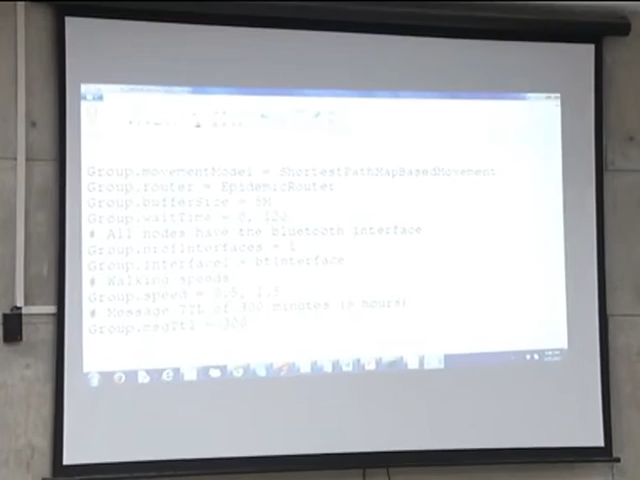 Group.movementModel = ShortestPathMapBasedMovement
Group.router = EpidemicRouter
Group.bufferSize = 5M
Group.waitTime = 0, 120
# All nodes have the bluetooth interface
Group.nrofInterfaces = 1
Group.interface1 = btInterface
# Walking speeds
Group.speed = 0.5, 1.5
# Message TTL of 300 minutes (5 hours)
Group.msgTtl = 300